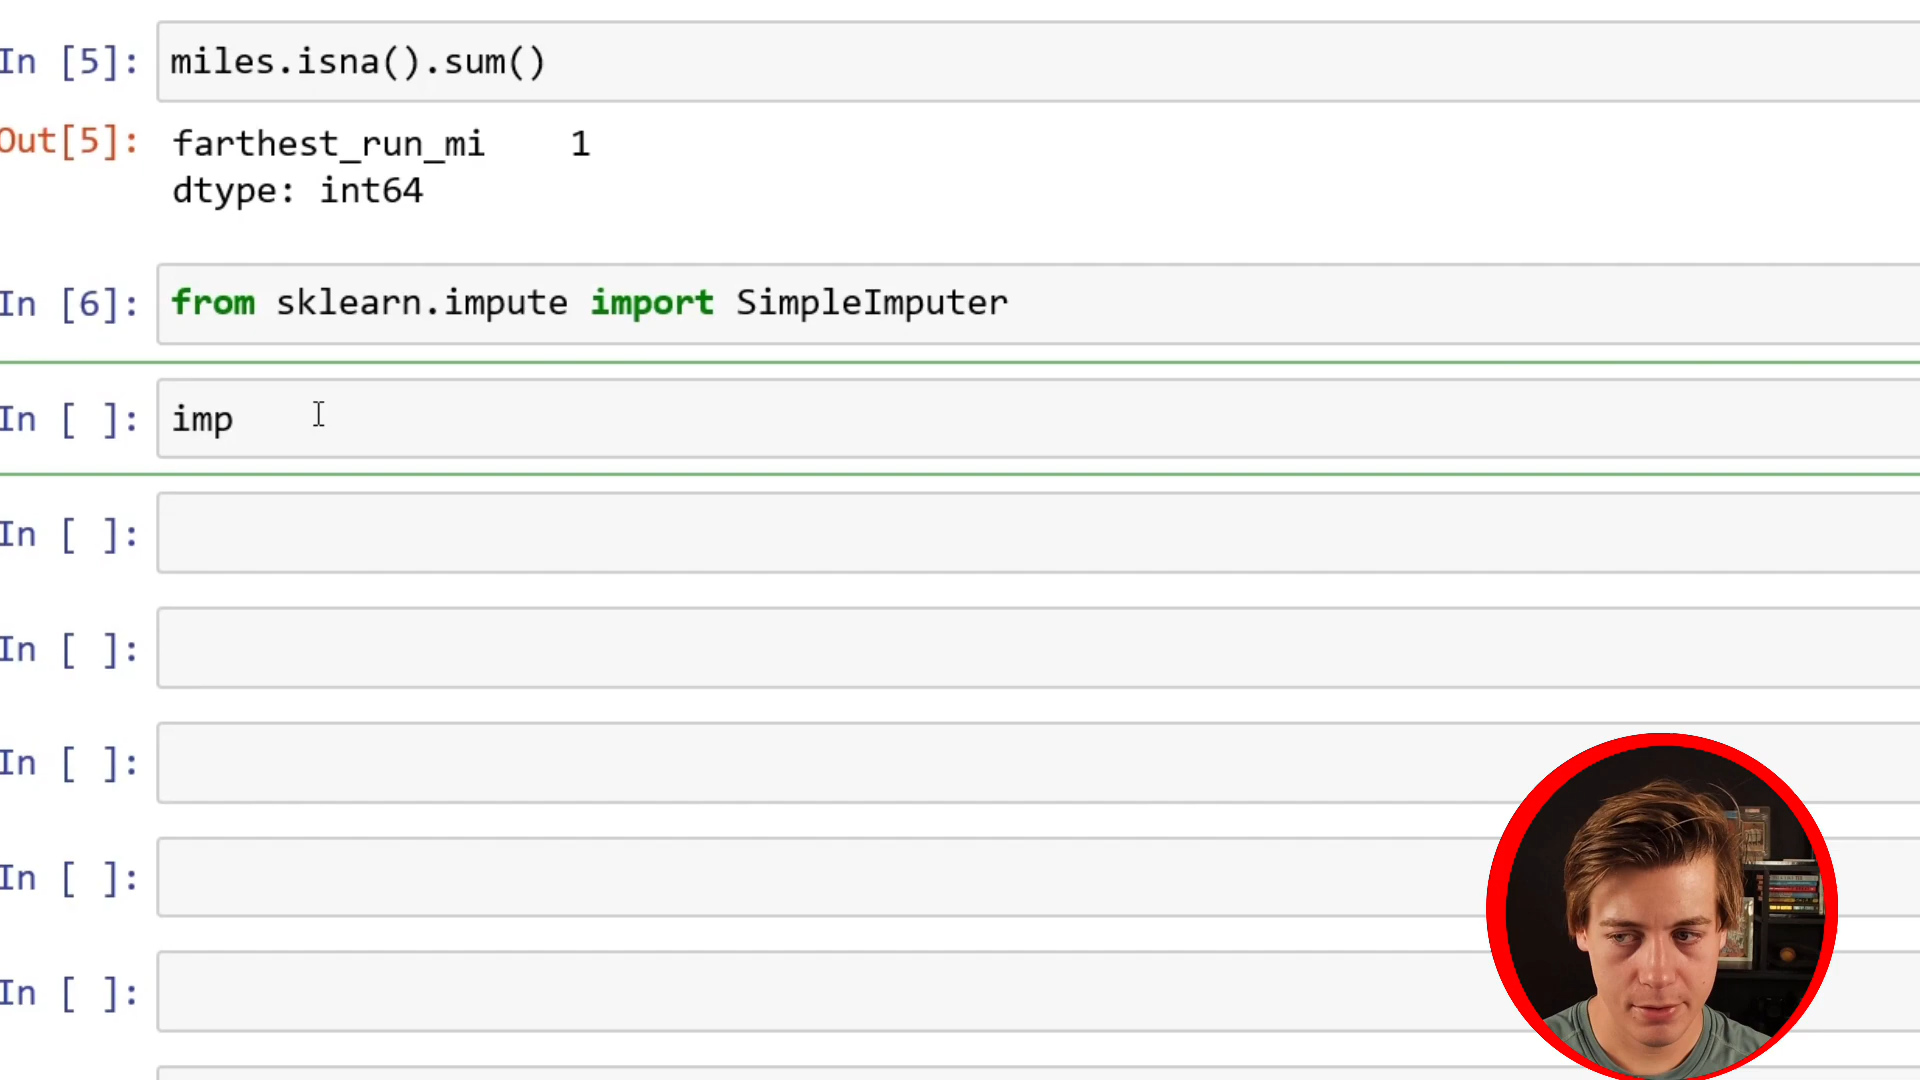 In [5]: miles.isna().sum()
Out[5]: farthest_run_mi 1
dtype: int64
In [6]: from sklearn.impute import SimpleImputer
In [ ]: imp
In [ ]:
In [ ]:
In [ ]:
In [ ]:
In [ ]: